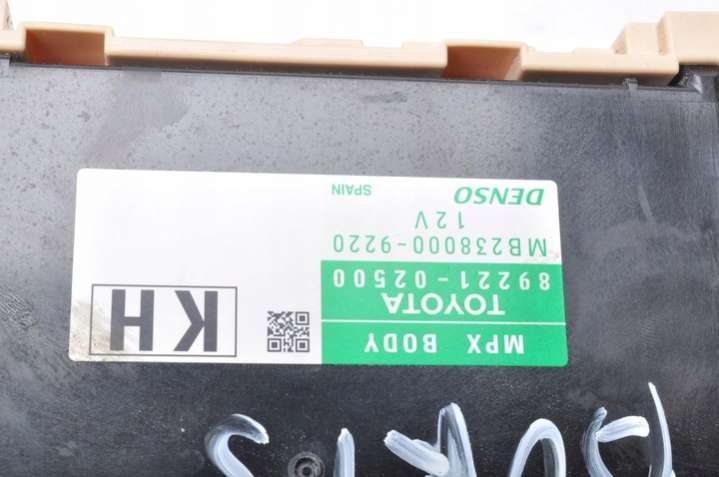 MPX BODY
TOYOTA
89221-02500
MB238000-9220
12V
DENSO SPAIN
KH